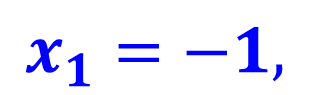 x₁ = −1,